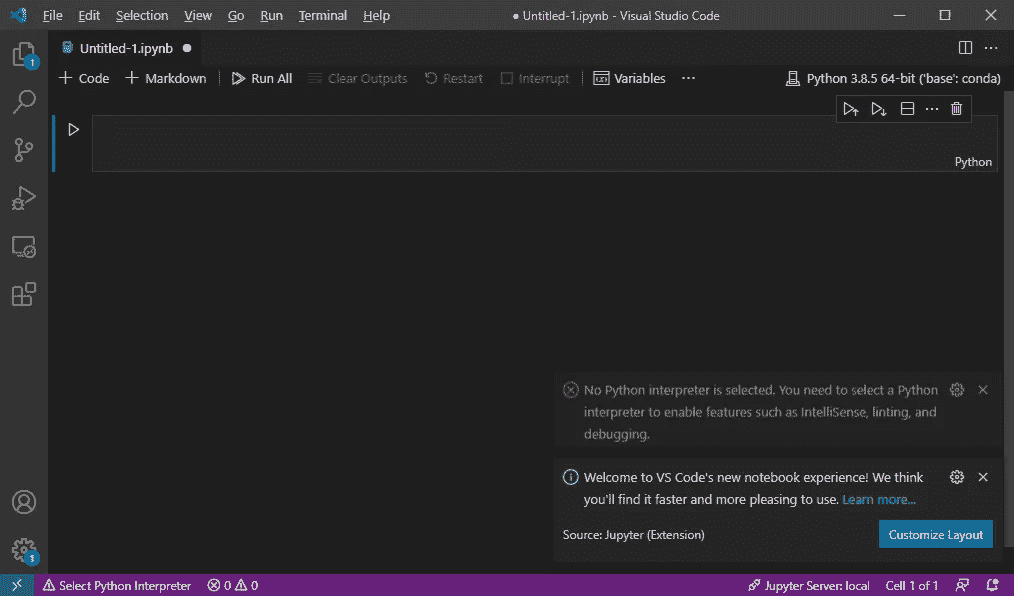 File Edit Selection View Go Run Terminal Help
● Untitled-1.ipynb - Visual Studio Code
1
Untitled-1.ipynb ●
+ Code + Markdown Run All Clear Outputs Restart Interrupt Variables ... Python 3.8.5 64-bit ('base': conda)
Python
No Python interpreter is selected. You need to select a Python
interpreter to enable features such as IntelliSense, linting, and
debugging.
Welcome to VS Code's new notebook experience! We think
you'll find it faster and more pleasing to use. Learn more...
Source: Jupyter (Extension) Customize Layout
Select Python Interpreter 0 0 Jupyter Server: local Cell 1 of 1